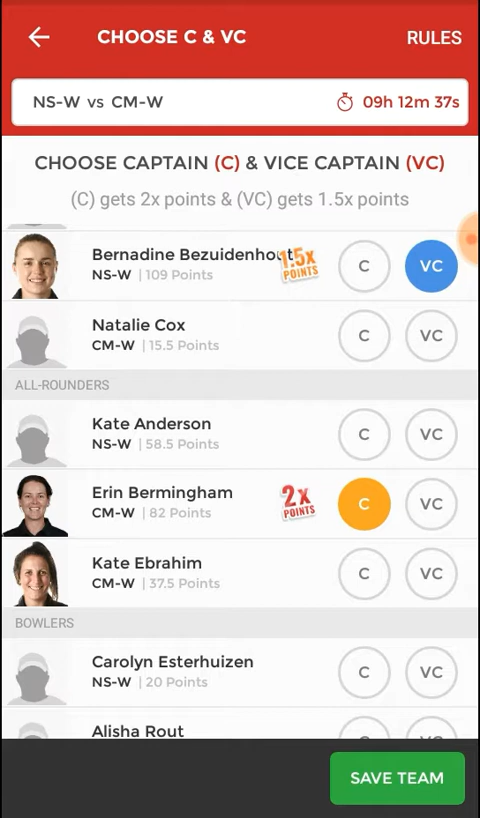 CHOOSE C & VC
RULES
NS-W vs CM-W
09h 12m 37s
CHOOSE CAPTAIN (C) & VICE CAPTAIN (VC)
(C) gets 2x points & (VC) gets 1.5x points
Bernadine Bezuidenhout
NS-W | 109 Points
1.5x
POINTS
C
VC
Natalie Cox
CM-W | 15.5 Points
C
VC
ALL-ROUNDERS
Kate Anderson
NS-W | 58.5 Points
C
VC
Erin Bermingham
CM-W | 82 Points
2x
POINTS
C
VC
Kate Ebrahim
CM-W | 37.5 Points
C
VC
BOWLERS
Carolyn Esterhuizen
NS-W | 20 Points
C
VC
Alisha Rout
C
VC
SAVE TEAM